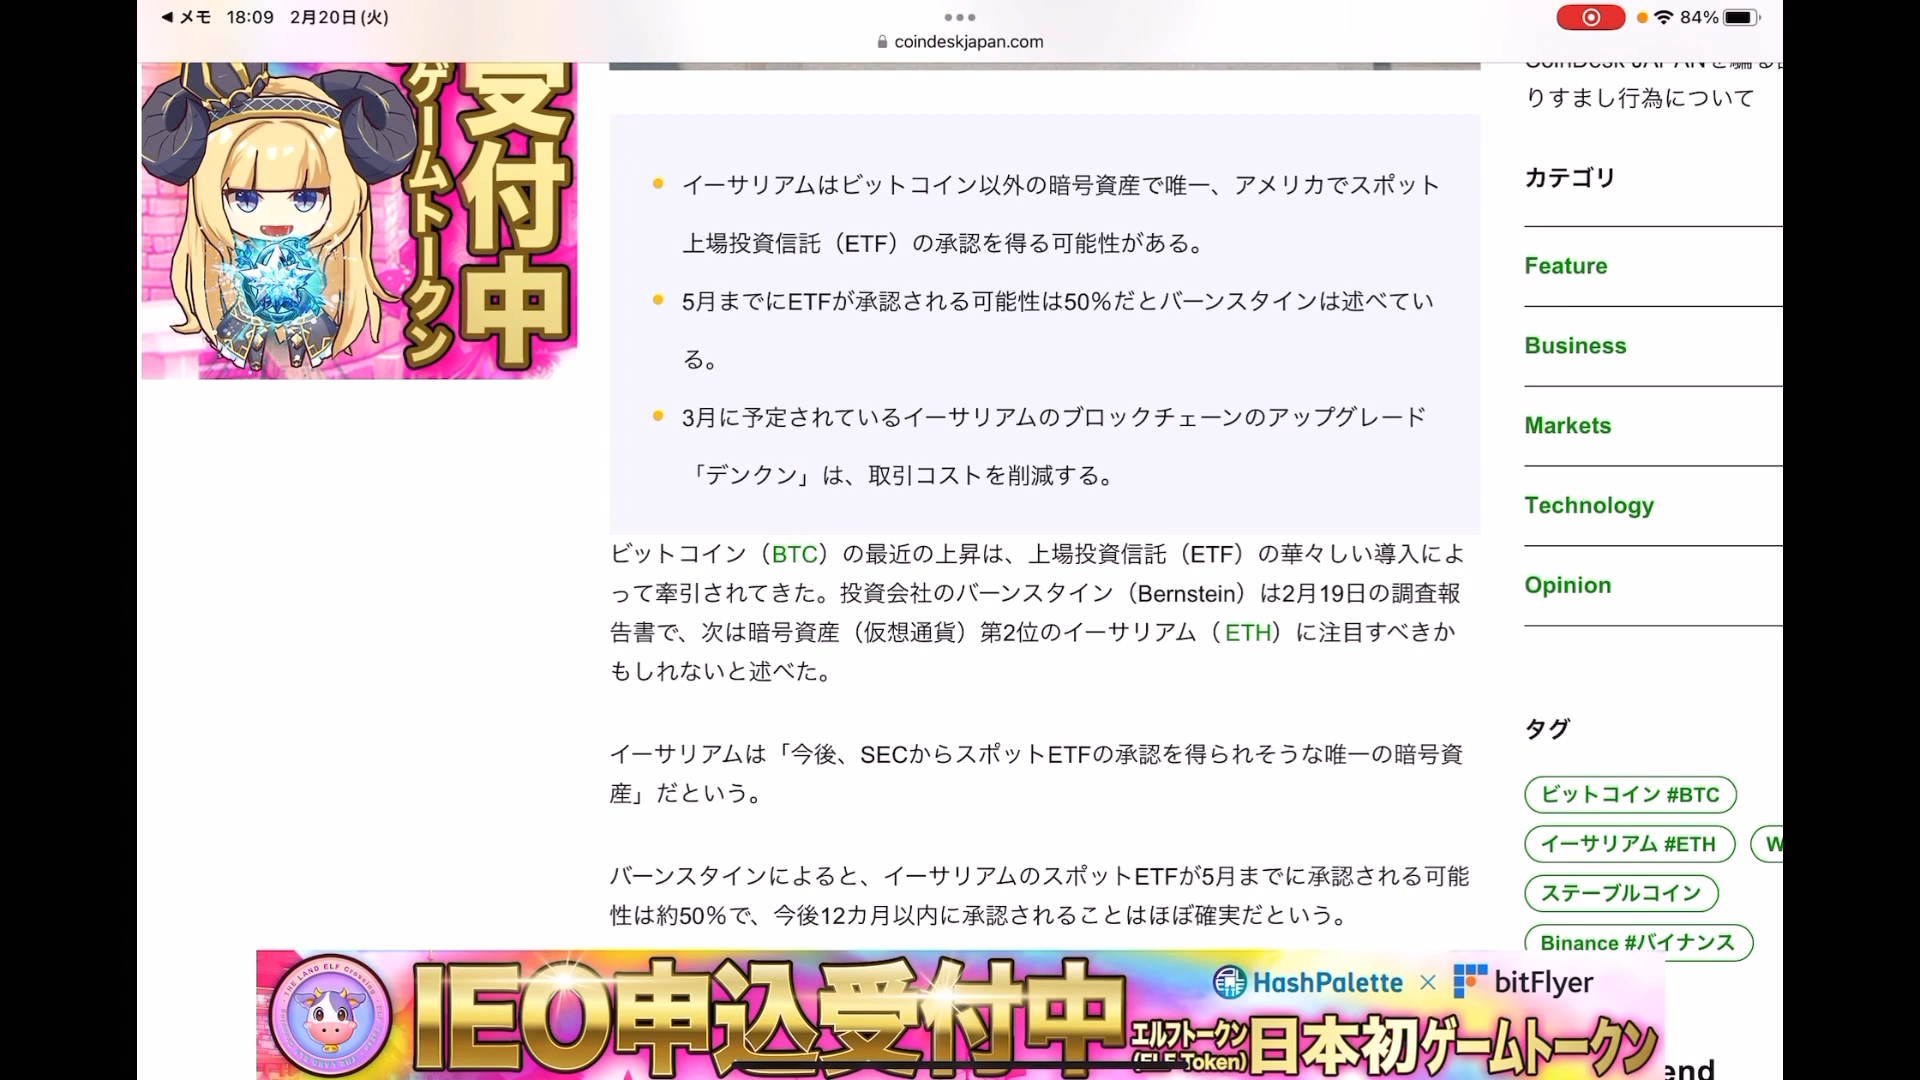 ◀メモ 18:09 2月20日(火)
84%
coindeskjapan.com
受付中
ゲームトークン
イーサリアムはビットコイン以外の暗号資産で唯一、アメリカでスポット
上場投資信託（ETF）の承認を得る可能性がある。
5月までにETFが承認される可能性は50%だとバーンスタインは述べてい
る。
3月に予定されているイーサリアムのブロックチェーンのアップグレード
「デンクン」は、取引コストを削減する。
ビットコイン（BTC）の最近の上昇は、上場投資信託（ETF）の華々しい導入によ
って牽引されてきた。投資会社のバーンスタイン（Bernstein）は2月19日の調査報
告書で、次は暗号資産（仮想通貨）第2位のイーサリアム（ETH）に注目すべきか
もしれないと述べた。
イーサリアムは「今後、SECからスポットETFの承認を得られそうな唯一の暗号資
産」だという。
バーンスタインによると、イーサリアムのスポットETFが5月までに承認される可能
性は約50%で、今後12カ月以内に承認されることはほぼ確実だという。
CoinDesk JAPANを騙る
りすまし行為について
カテゴリ
Feature
Business
Markets
Technology
Opinion
タグ
ビットコイン #BTC
イーサリアム #ETH
W
ステーブルコイン
Binance #バイナンス
end
THE LAND ELF Crossing
IEO申込受付中
HashPalette × bitFlyer
エルフトークン
(ELF Token)
日本初ゲームトークン